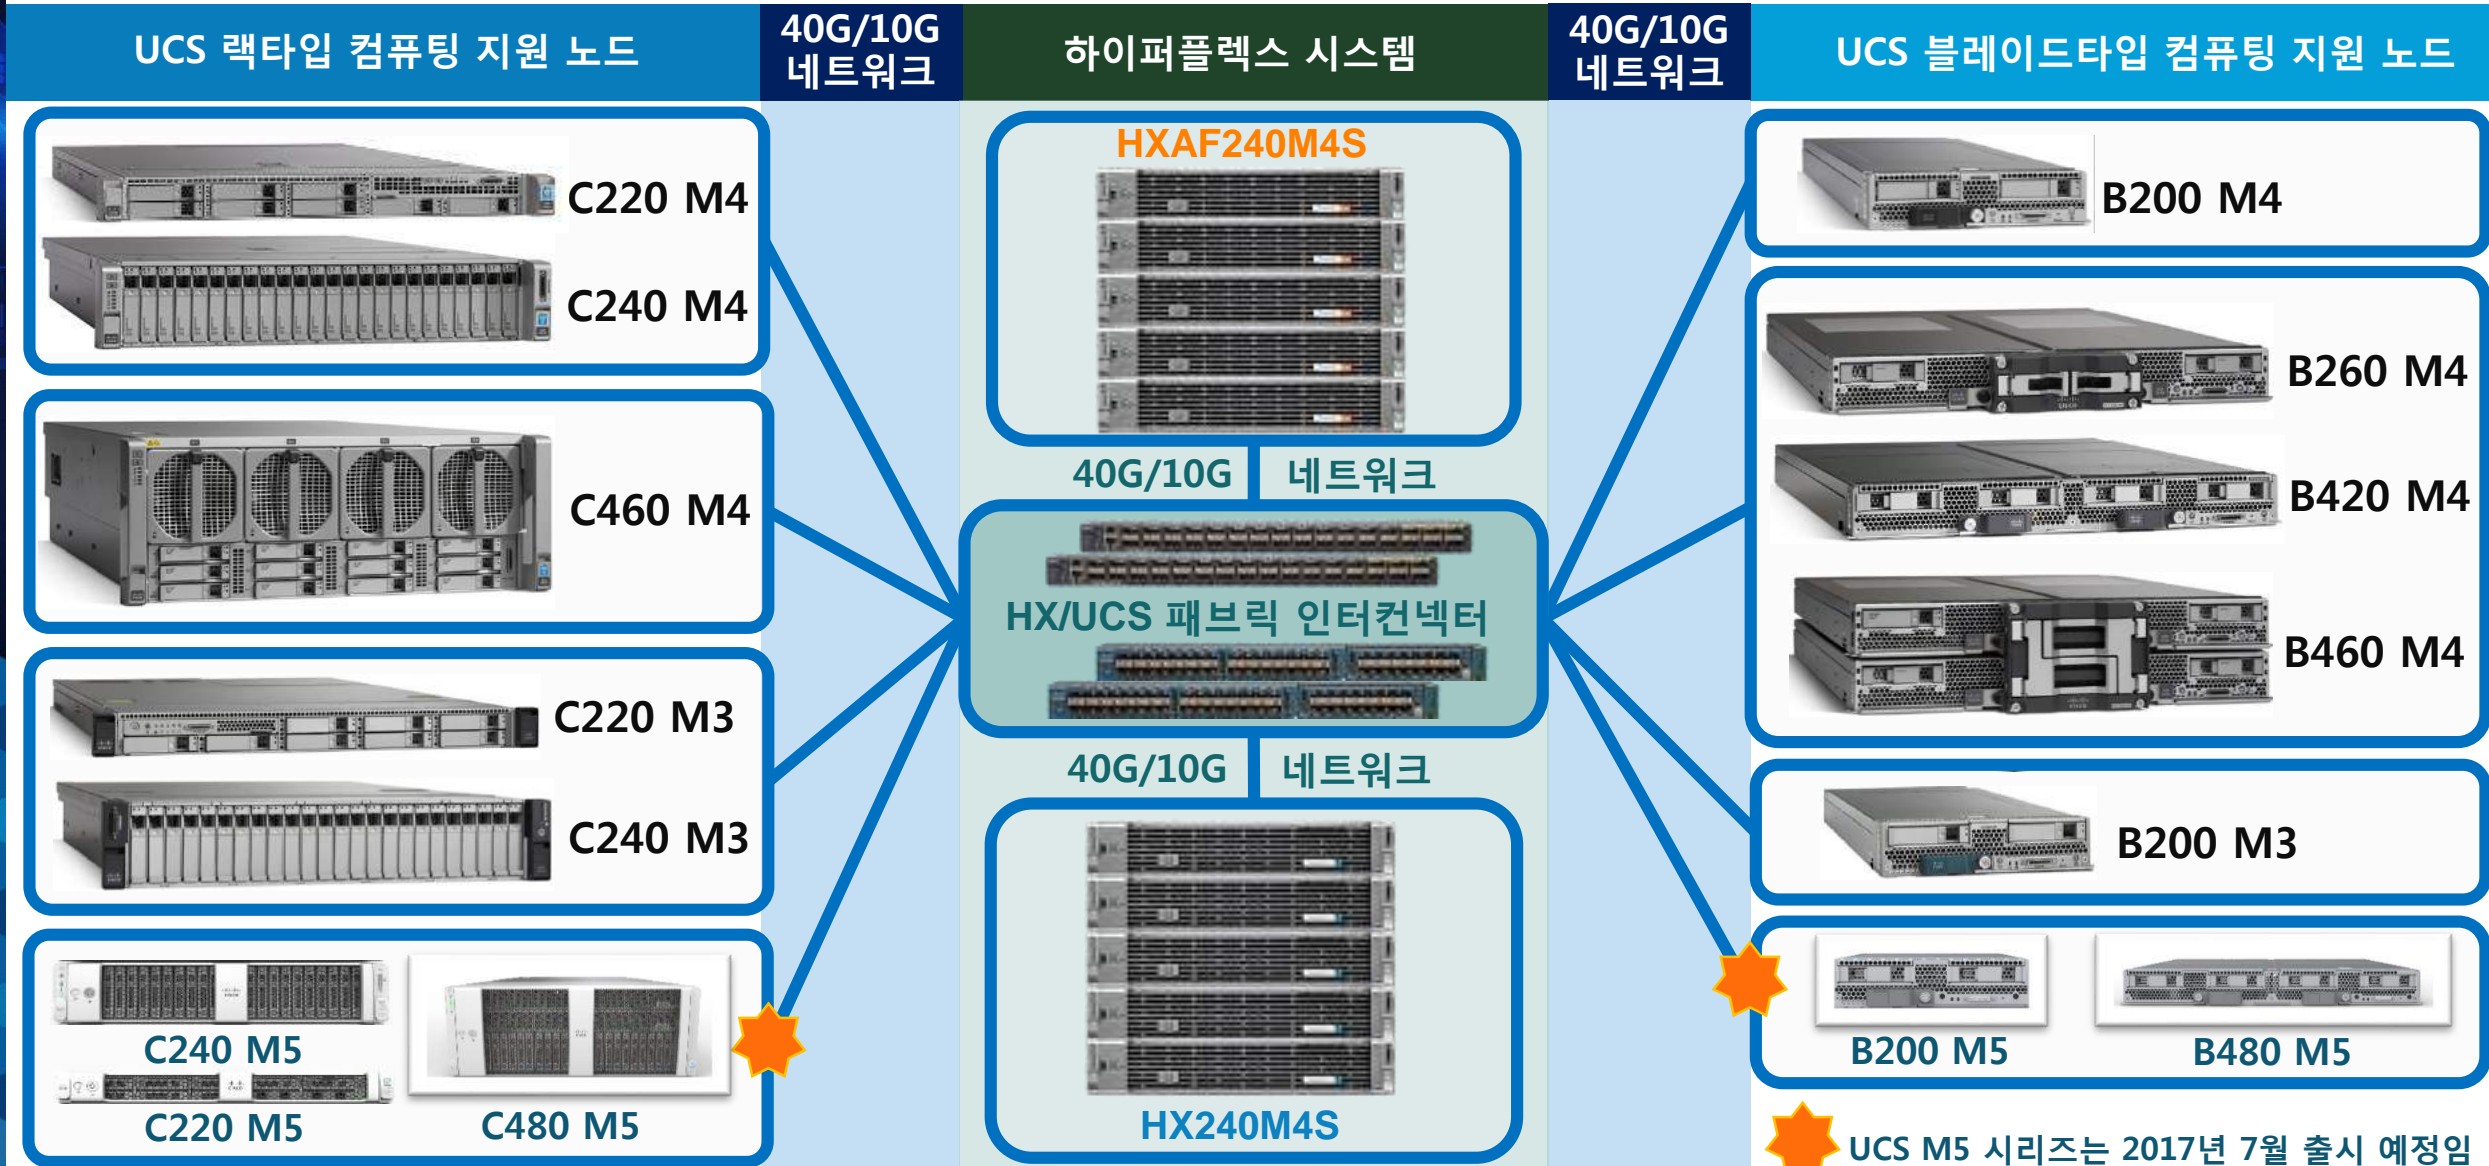 UCS 랙타입 컴퓨팅 지원 노드
40G/10G
네트워크
하이퍼플렉스 시스템
40G/10G
네트워크
UCS 블레이드타입 컴퓨팅 지원 노드
C220 M4
C240 M4
C460 M4
C220 M3
C240 M3
C240 M5
C220 M5
C480 M5
HXAF240M4S
40G/10G 네트워크
HX/UCS 패브릭 인터컨넥터
40G/10G 네트워크
HX240M4S
B200 M4
B260 M4
B420 M4
B460 M4
B200 M3
B200 M5
B480 M5
UCS M5 시리즈는 2017년 7월 출시 예정임